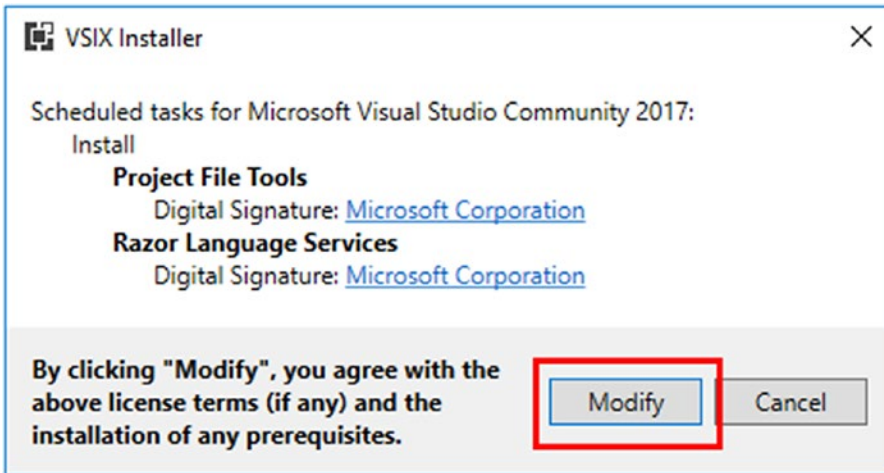 VSIX Installer
Scheduled tasks for Microsoft Visual Studio Community 2017:
Install
Project File Tools
Digital Signature: Microsoft Corporation
Razor Language Services
Digital Signature: Microsoft Corporation
By clicking "Modify", you agree with the
above license terms (if any) and the
installation of any prerequisites.
Modify Cancel